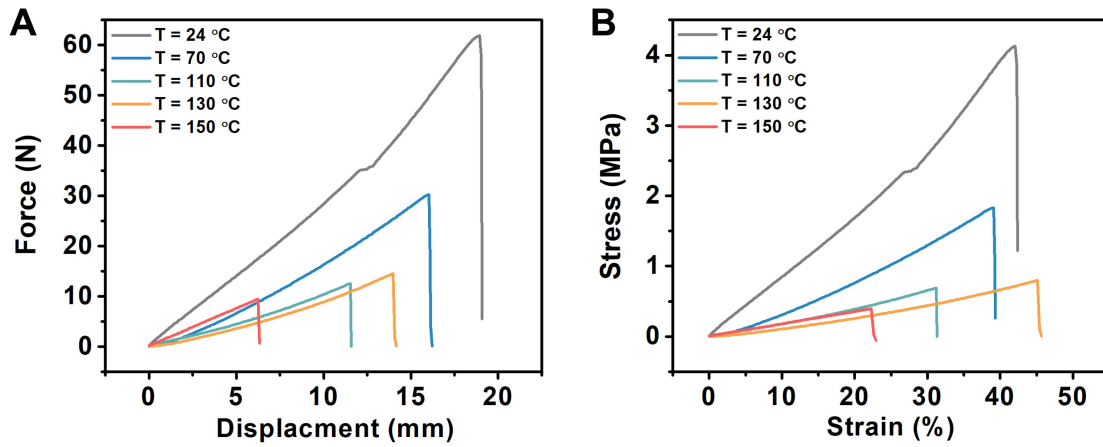 A
T = 24 °C
T = 70 °C
T = 110 °C
T = 130 °C
T = 150 °C
60
50
40
30
20
10
0
Force (N)
0 5 10 15 20
Displacment (mm)
B
T = 24 °C
T = 70 °C
T = 110 °C
T = 130 °C
T = 150 °C
4
3
2
1
0
Stress (MPa)
0 10 20 30 40 50
Strain (%)